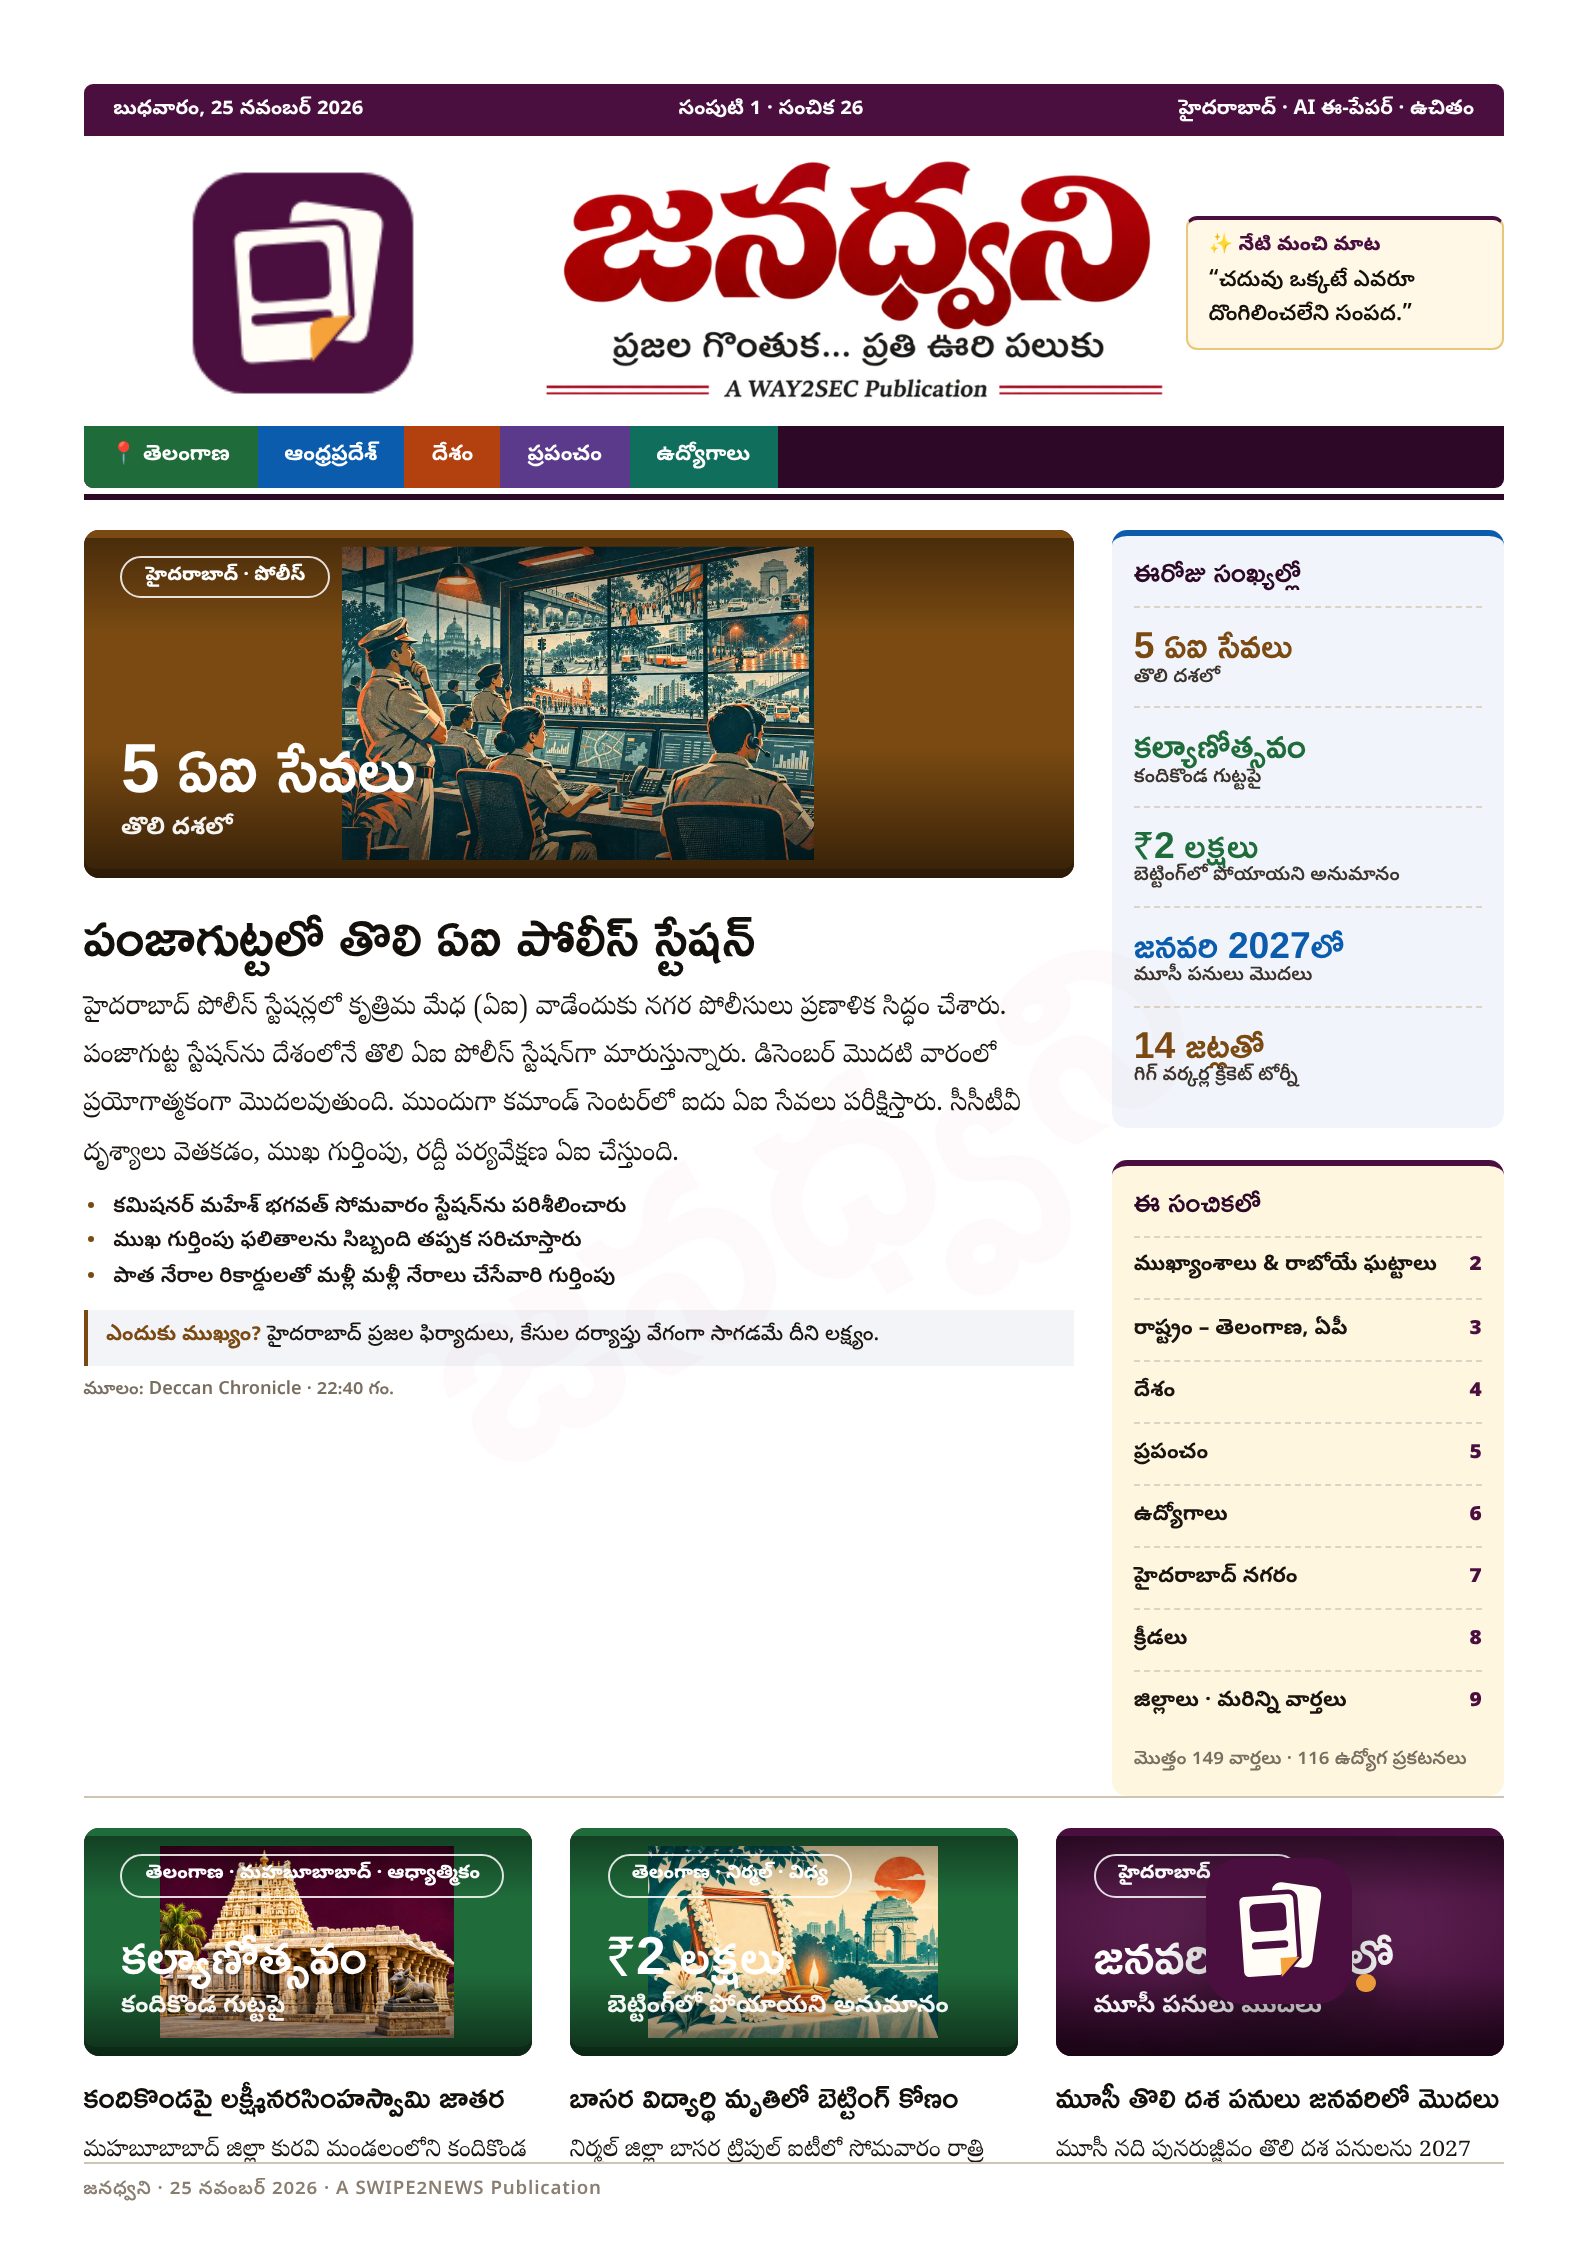 బుధవారం, 25 నవంబర్ 2026
సంపుటి 1 · సంచిక 26
హైదరాబాద్ · AI ఈ-పేపర్ · ఉచితం
జనధ్వని
ప్రజల గొంతుక... ప్రతి ఊరి పలుకు
A WAY2SEC Publication
✨ నేటి మంచి మాట
“చదువు ఒక్కటే ఎవరూ
దొంగిలించలేని సంపద.”
📍 తెలంగాణ
ఆంధ్రప్రదేశ్
దేశం
ప్రపంచం
ఉద్యోగాలు
హైదరాబాద్ · పోలీస్
5 ఏఐ సేవలు
తొలి దశలో
పంజాగుట్టలో తొలి ఏఐ పోలీస్ స్టేషన్
హైదరాబాద్ పోలీస్ స్టేషన్లలో కృత్రిమ మేధ (ఏఐ) వాడేందుకు నగర పోలీసులు ప్రణాళిక సిద్ధం చేశారు.
పంజాగుట్ట స్టేషన్‌ను దేశంలోనే తొలి ఏఐ పోలీస్ స్టేషన్‌గా మారుస్తున్నారు. డిసెంబర్ మొదటి వారంలో
ప్రయోగాత్మకంగా మొదలవుతుంది. ముందుగా కమాండ్ సెంటర్‌లో ఐదు ఏఐ సేవలు పరీక్షిస్తారు. సీసీటీవీ
దృశ్యాలు వెతకడం, ముఖ గుర్తింపు, రద్దీ పర్యవేక్షణ ఏఐ చేస్తుంది.
• కమిషనర్ మహేశ్ భగవత్ సోమవారం స్టేషన్‌ను పరిశీలించారు
• ముఖ గుర్తింపు ఫలితాలను సిబ్బంది తప్పక సరిచూస్తారు
• పాత నేరాల రికార్డులతో మళ్లీ మళ్లీ నేరాలు చేసేవారి గుర్తింపు
ఎందుకు ముఖ్యం? హైదరాబాద్ ప్రజల ఫిర్యాదులు, కేసుల దర్యాప్తు వేగంగా సాగడమే దీని లక్ష్యం.
మూలం: Deccan Chronicle · 22:40 గం.
ఈరోజు సంఖ్యల్లో
5 ఏఐ సేవలు
తొలి దశలో
కల్యాణోత్సవం
కందికొండ గుట్టపై
₹2 లక్షలు
బెట్టింగ్‌లో పోయాయని అనుమానం
జనవరి 2027లో
మూసీ పనులు మొదలు
14 జట్లతో
గిగ్ వర్కర్ల క్రికెట్ టోర్నీ
ఈ సంచికలో
ముఖ్యాంశాలు & రాబోయే ఘట్టాలు 2
రాష్ట్రం – తెలంగాణ, ఏపీ 3
దేశం 4
ప్రపంచం 5
ఉద్యోగాలు 6
హైదరాబాద్ నగరం 7
క్రీడలు 8
జిల్లాలు · మరిన్ని వార్తలు 9
మొత్తం 149 వార్తలు · 116 ఉద్యోగ ప్రకటనలు
తెలంగాణ · మహబూబాబాద్ · ఆధ్యాత్మికం
కల్యాణోత్సవం
కందికొండ గుట్టపై
కందికొండపై లక్ష్మీనరసింహస్వామి జాతర
మహబూబాబాద్ జిల్లా కురవి మండలంలోని కందికొండ
తెలంగాణ · నిర్మల్ · విద్య
₹2 లక్షలు
బెట్టింగ్‌లో పోయాయని అనుమానం
బాసర విద్యార్థి మృతిలో బెట్టింగ్ కోణం
నిర్మల్ జిల్లా బాసర ట్రిపుల్ ఐటీలో సోమవారం రాత్రి
హైదరాబాద్
మూసీ పనులు మొదలు
మూసీ తొలి దశ పనులు జనవరిలో మొదలు
మూసీ నది పునరుజ్జీవం తొలి దశ పనులను 2027
జనధ్వని · 25 నవంబర్ 2026 · A SWIPE2NEWS Publication